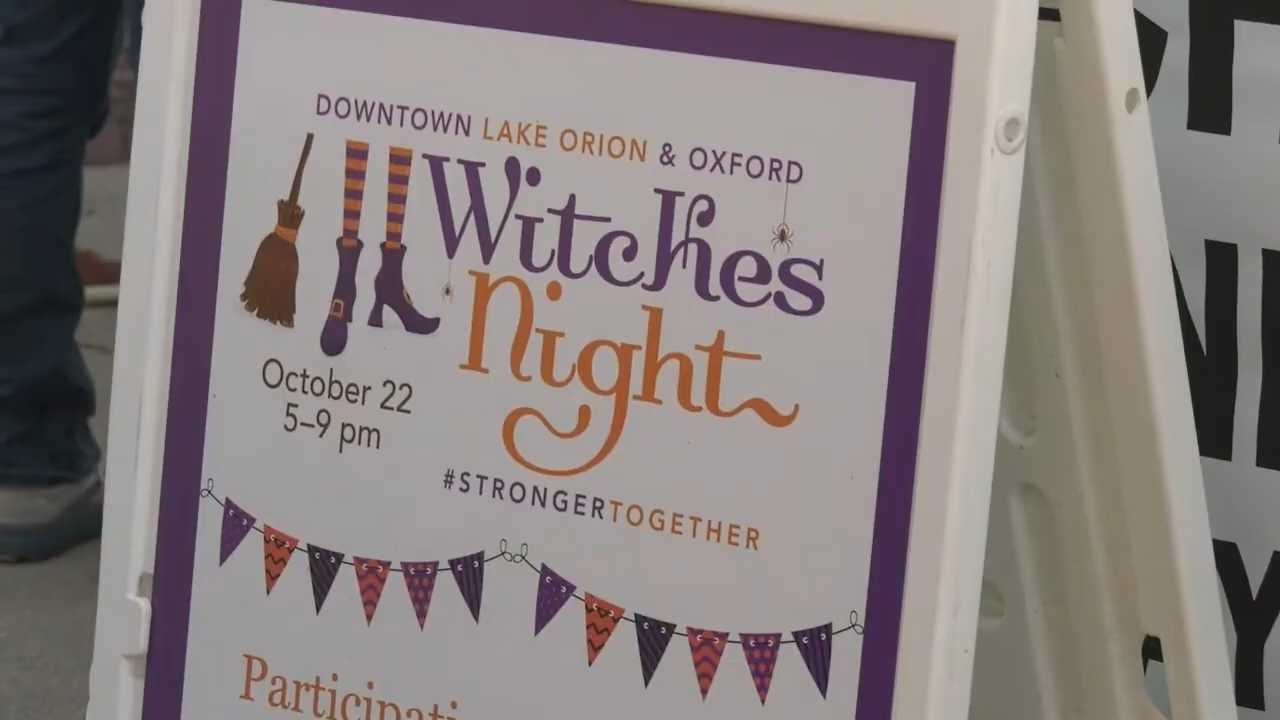 DOWNTOWN LAKE ORION & OXFORD
Witches
Night
October 22
5–9 pm
#STRONGERTOGETHER